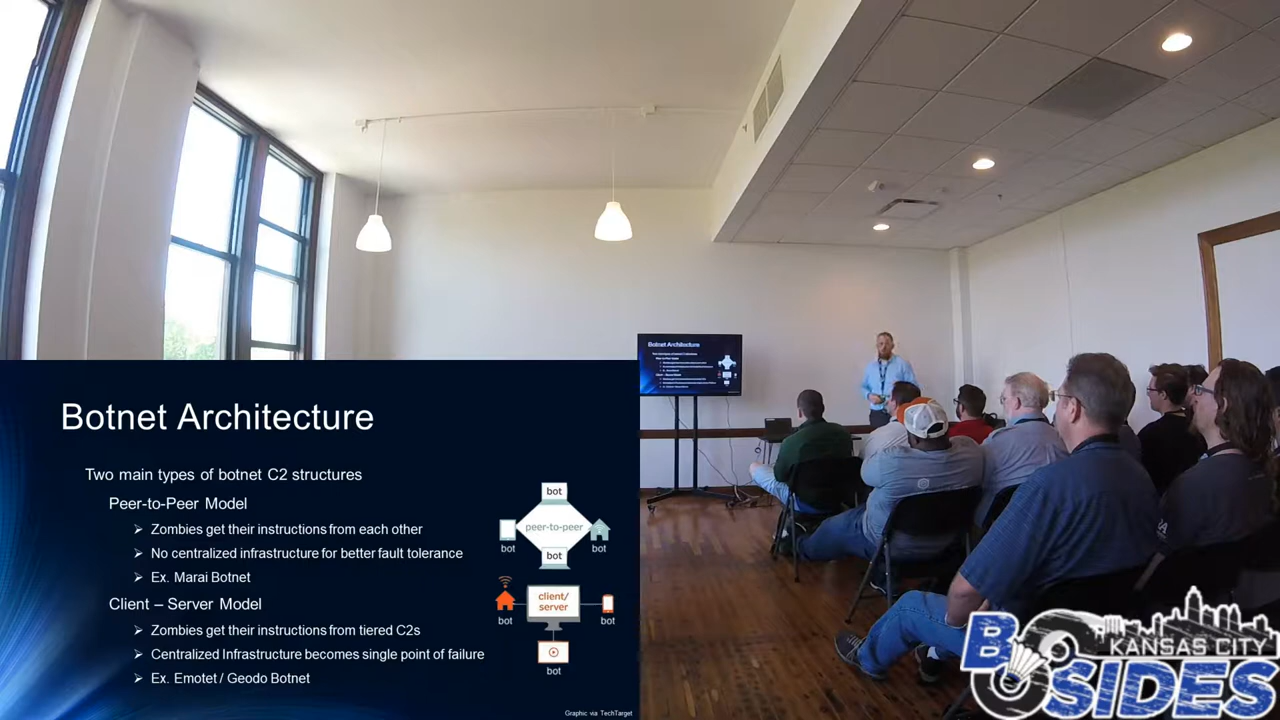 Botnet Architecture
Two main types of botnet C2 structures
Peer-to-Peer Model
Zombies get their instructions from each other
No centralized infrastructure for better fault tolerance
Ex. Marai Botnet
Client – Server Model
Zombies get their instructions from tiered C2s
Centralized Infrastructure becomes single point of failure
Ex. Emotet / Geodo Botnet
bot
peer-to-peer
bot
bot
bot
client/
server
bot
bot
bot
Graphic via TechTarget
Botnet Architecture
KANSAS CITY
BSIDES